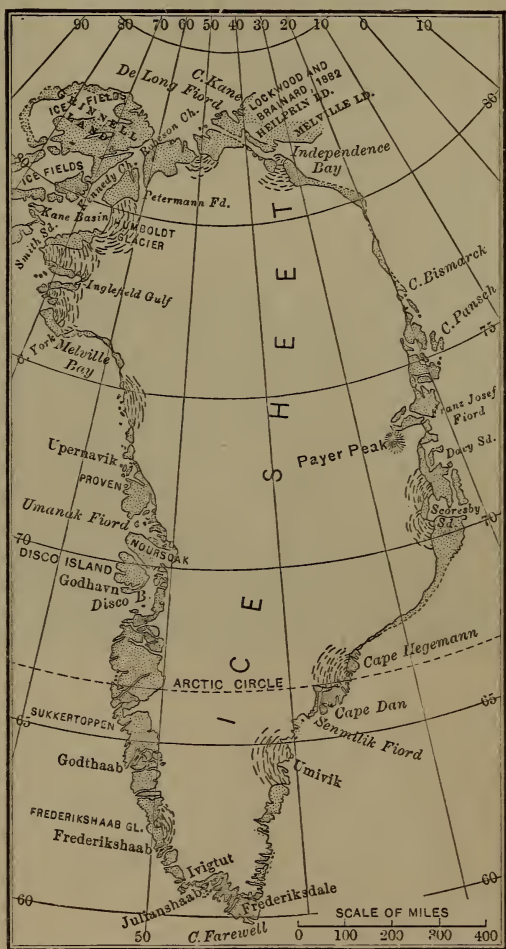 90 80 70 60 50 40 30 20 10 0 10
C. Kane
De Long Fiord
LOCKWOOD AND
BRAINARD 1882
HEILPRIN LD.
MELVILLE LD.
80
ICE FIELDS
GRINNELL
LAND
Robeson Ch.
Independence
Bay
ICE FIELDS
Kennedy Ch.
Petermann Fd.
Kane Basin
HUMBOLDT
GLACIER
Smith Sd.
C. Bismarck
Inglefield Gulf
C. Pansch
75
York
Melville
Bay
Franz Josef
Fiord
Payer Peak
Upernavik
PROVEN
Davy Sd.
Umanak Fiord
Scoresby
Sd.
70
NOURSOAK
70
DISCO ISLAND
Godhavn
Disco B.
ICE SHEET
Cape Hegemann
ARCTIC CIRCLE
65
Cape Dan
SUKKERTOPPEN
65
Senmilik Fiord
Godthaab
Umivik
FREDERIKSHAAB GL.
Frederikshaab
Ivigtut
60
Julianshaab
Frederiksdale
60
C. Farewell
50
SCALE OF MILES
0 100 200 300 400